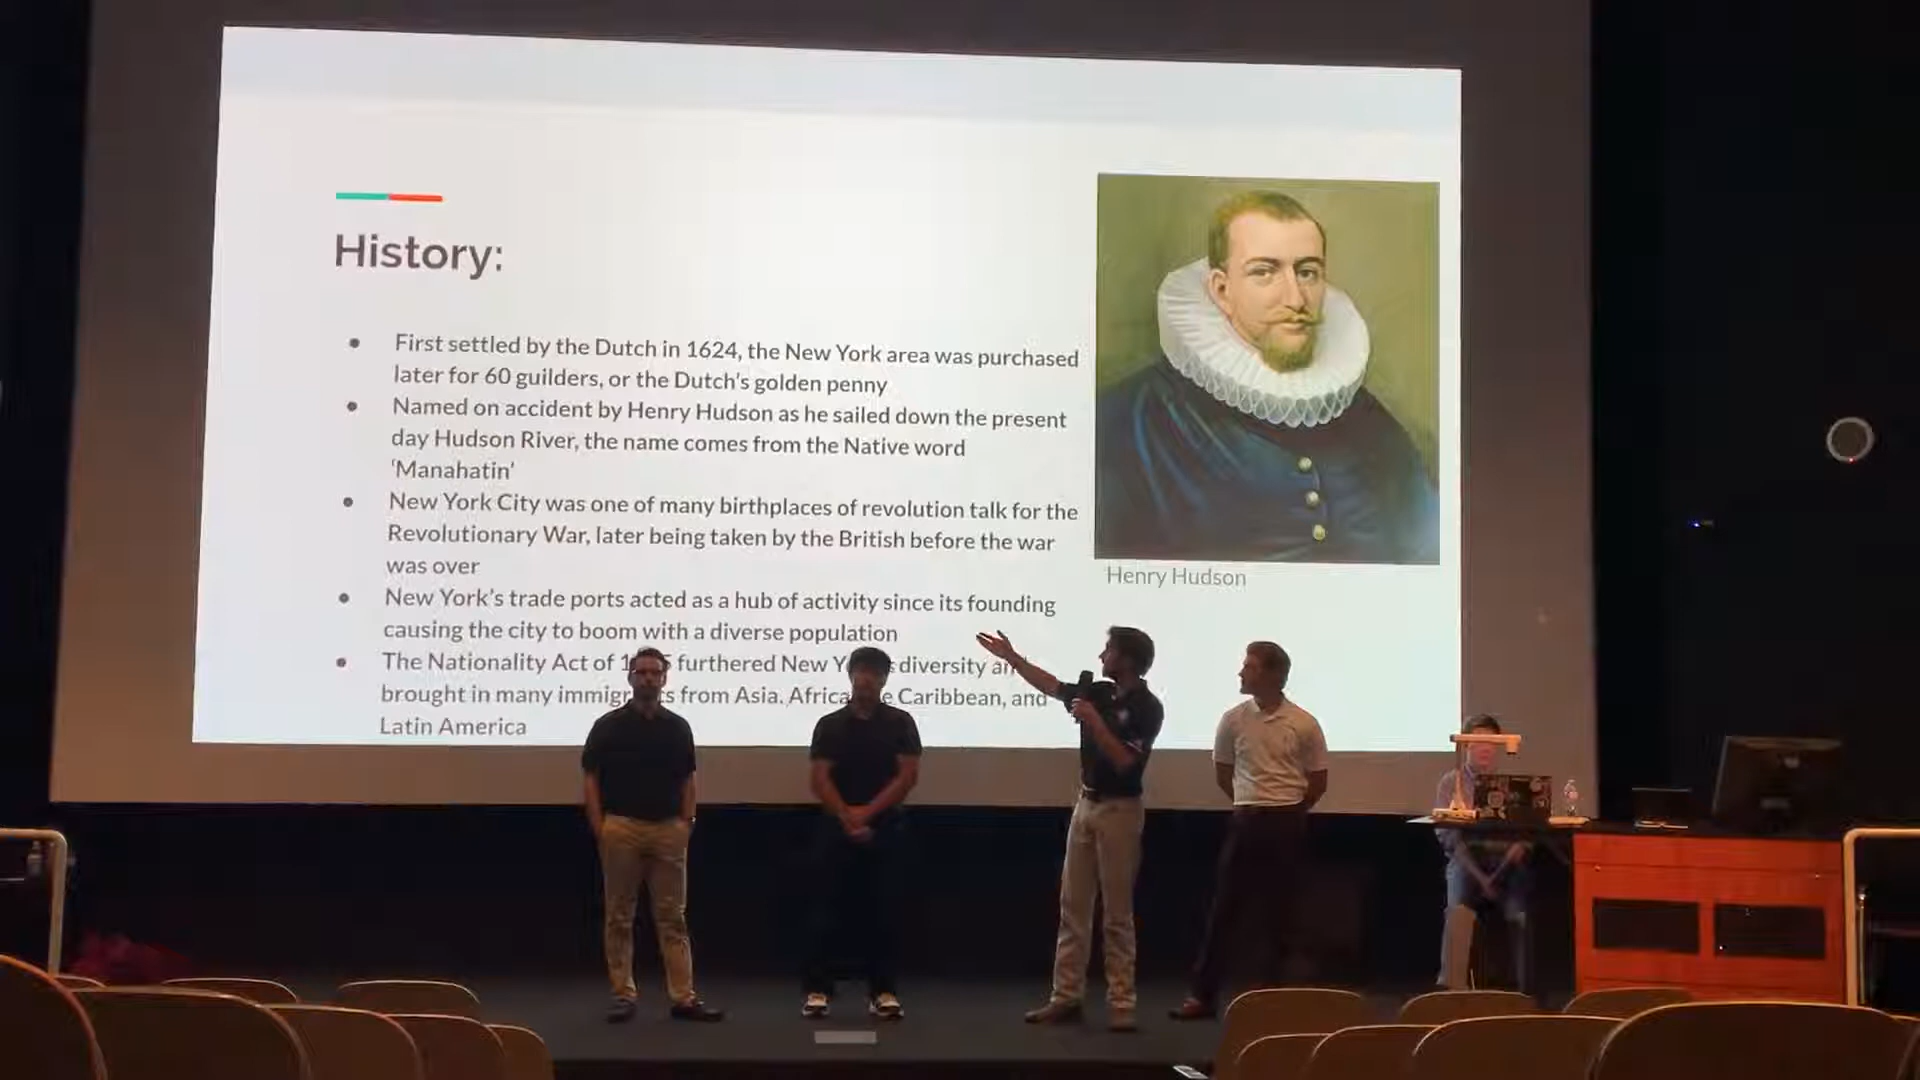 History:
First settled by the Dutch in 1624, the New York area was purchased
later for 60 guilders, or the Dutch's golden penny
Named on accident by Henry Hudson as he sailed down the present
day Hudson River, the name comes from the Native word
'Manahatin'
New York City was one of many birthplaces of revolution talk for the
Revolutionary War, later being taken by the British before the war
was over
New York's trade ports acted as a hub of activity since its founding
causing the city to boom with a diverse population
The Nationality Act of furthered New diversity
brought in many from Asia. Africa Caribbean, and
Latin America
Henry Hudson